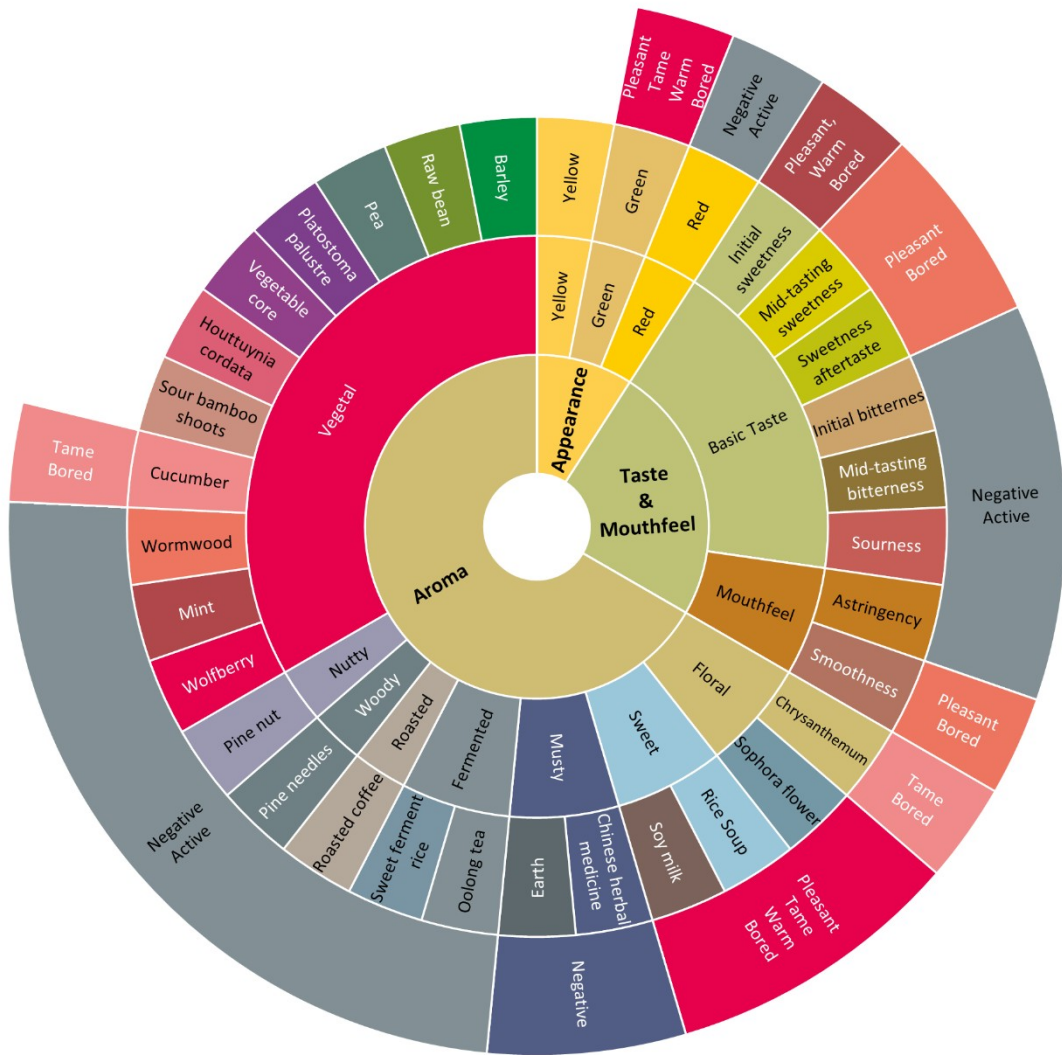 Appearance
Taste
&
Mouthfeel
Aroma
Yellow
Green
Red
Basic Taste
Mouthfeel
Floral
Sweet
Musty
Fermented
Roasted
Woody
Nutty
Vegetal
Yellow
Green
Red
Initial
sweetness
Mid-tasting
sweetness
Sweetness
aftertaste
Initial bitternes
Mid-tasting
bitterness
Sourness
Astringency
Smoothness
Chrysanthemum
Sophora flower
Rice Soup
Soy milk
Chinese herbal
medicine
Earth
Oolong tea
Sweet ferment
rice
Roasted coffee
Pine needles
Pine nut
Wolfberry
Mint
Wormwood
Cucumber
Sour bamboo
shoots
Houttuynia
cordata
Vegetable
core
Platostoma
palustre
Pea
Raw bean
Barley
Pleasant
Tame
Warm
Bored
Negative
Active
Pleasant,
Warm
Bored
Pleasant
Bored
Negative
Active
Pleasant
Bored
Tame
Bored
Pleasant
Tame
Warm
Bored
Negative
Negative
Active
Tame
Bored